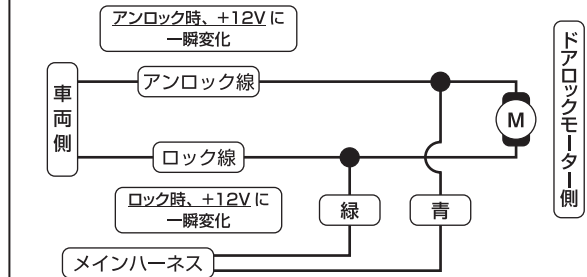 アンロック時、+12Vに
一瞬変化
アンロック線
車両側
ドアロックモーター側
M
ロック線
ロック時、+12Vに
一瞬変化
緑
青
メインハーネス